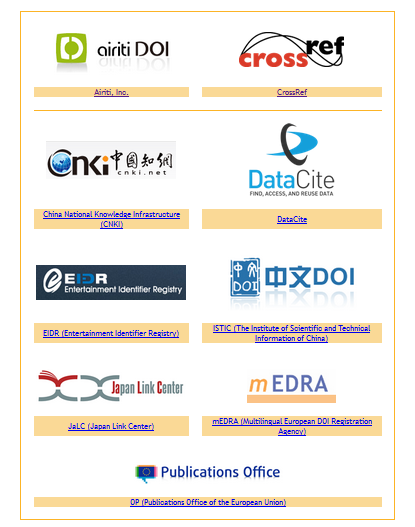 airiti DOI
crossref
Airiti, Inc.
CrossRef
cnki 中国知网
cnki.net
DataCite
FIND, ACCESS, AND REUSE DATA
China National Knowledge Infrastructure
(CNKI)
DataCite
EIDR
Entertainment Identifier Registry
中文
DOI
中文DOI
EIDR (Entertainment Identifier Registry)
ISTIC (The Institute of Scientific and Technical
Information of China)
Japan Link Center
mEDRA
JaLC (Japan Link Center)
mEDRA (Multilingual European DOI Registration
Agency)
Publications Office
OP (Publications Office of the European Union)